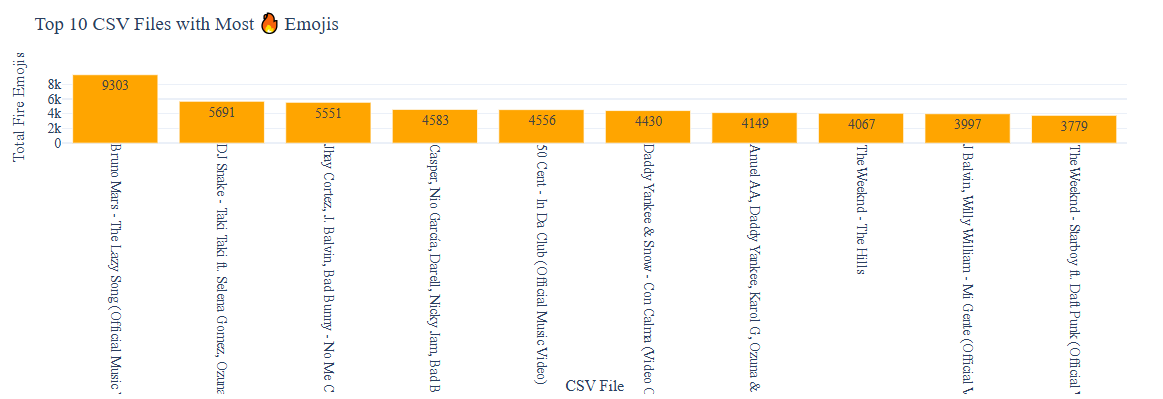 Top 10 CSV Files with Most 🔥 Emojis
Total Fire Emojis
8k
6k
4k
2k
0
9303
5691
5551
4583
4556
4430
4149
4067
3997
3779
Bruno Mars - The Lazy Song (Official Music
DJ Snake - Taki Taki ft. Selena Gomez, Ozuna
Jhay Cortez, J. Balvin, Bad Bunny - No Me C
Casper, Nio García, Darell, Nicky Jam, Bad B
50 Cent - In Da Club (Official Music Video)
Daddy Yankee & Snow - Con Calma (Video
Anuel AA, Daddy Yankee, Karol G, Ozuna &
The Weeknd - The Hills
J Balvin, Willy William - Mi Gente (Official
The Weeknd - Starboy ft. Daft Punk (Official
CSV File